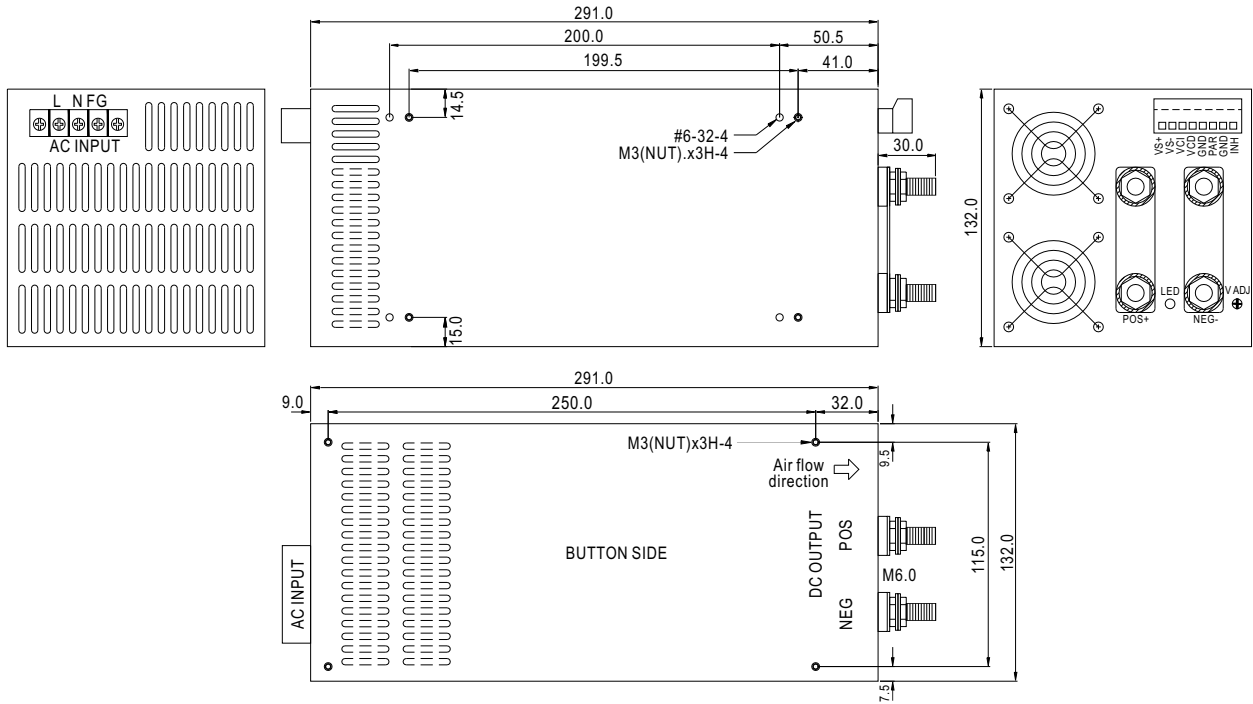 291.0
200.0
50.5
199.5
41.0
L N FG
AC INPUT
14.5
#6-32-4
M3(NUT).x3H-4
30.0
15.0
132.0
VS+
VS-
VCI
VCD
GND
PAR
GND
INH
LED
V ADJ
POS+
NEG-
291.0
9.0
250.0
32.0
M3(NUT)x3H-4
9.5
Air flow
direction
BUTTON SIDE
AC INPUT
DC OUTPUT
POS
NEG
M6.0
115.0
132.0
7.5